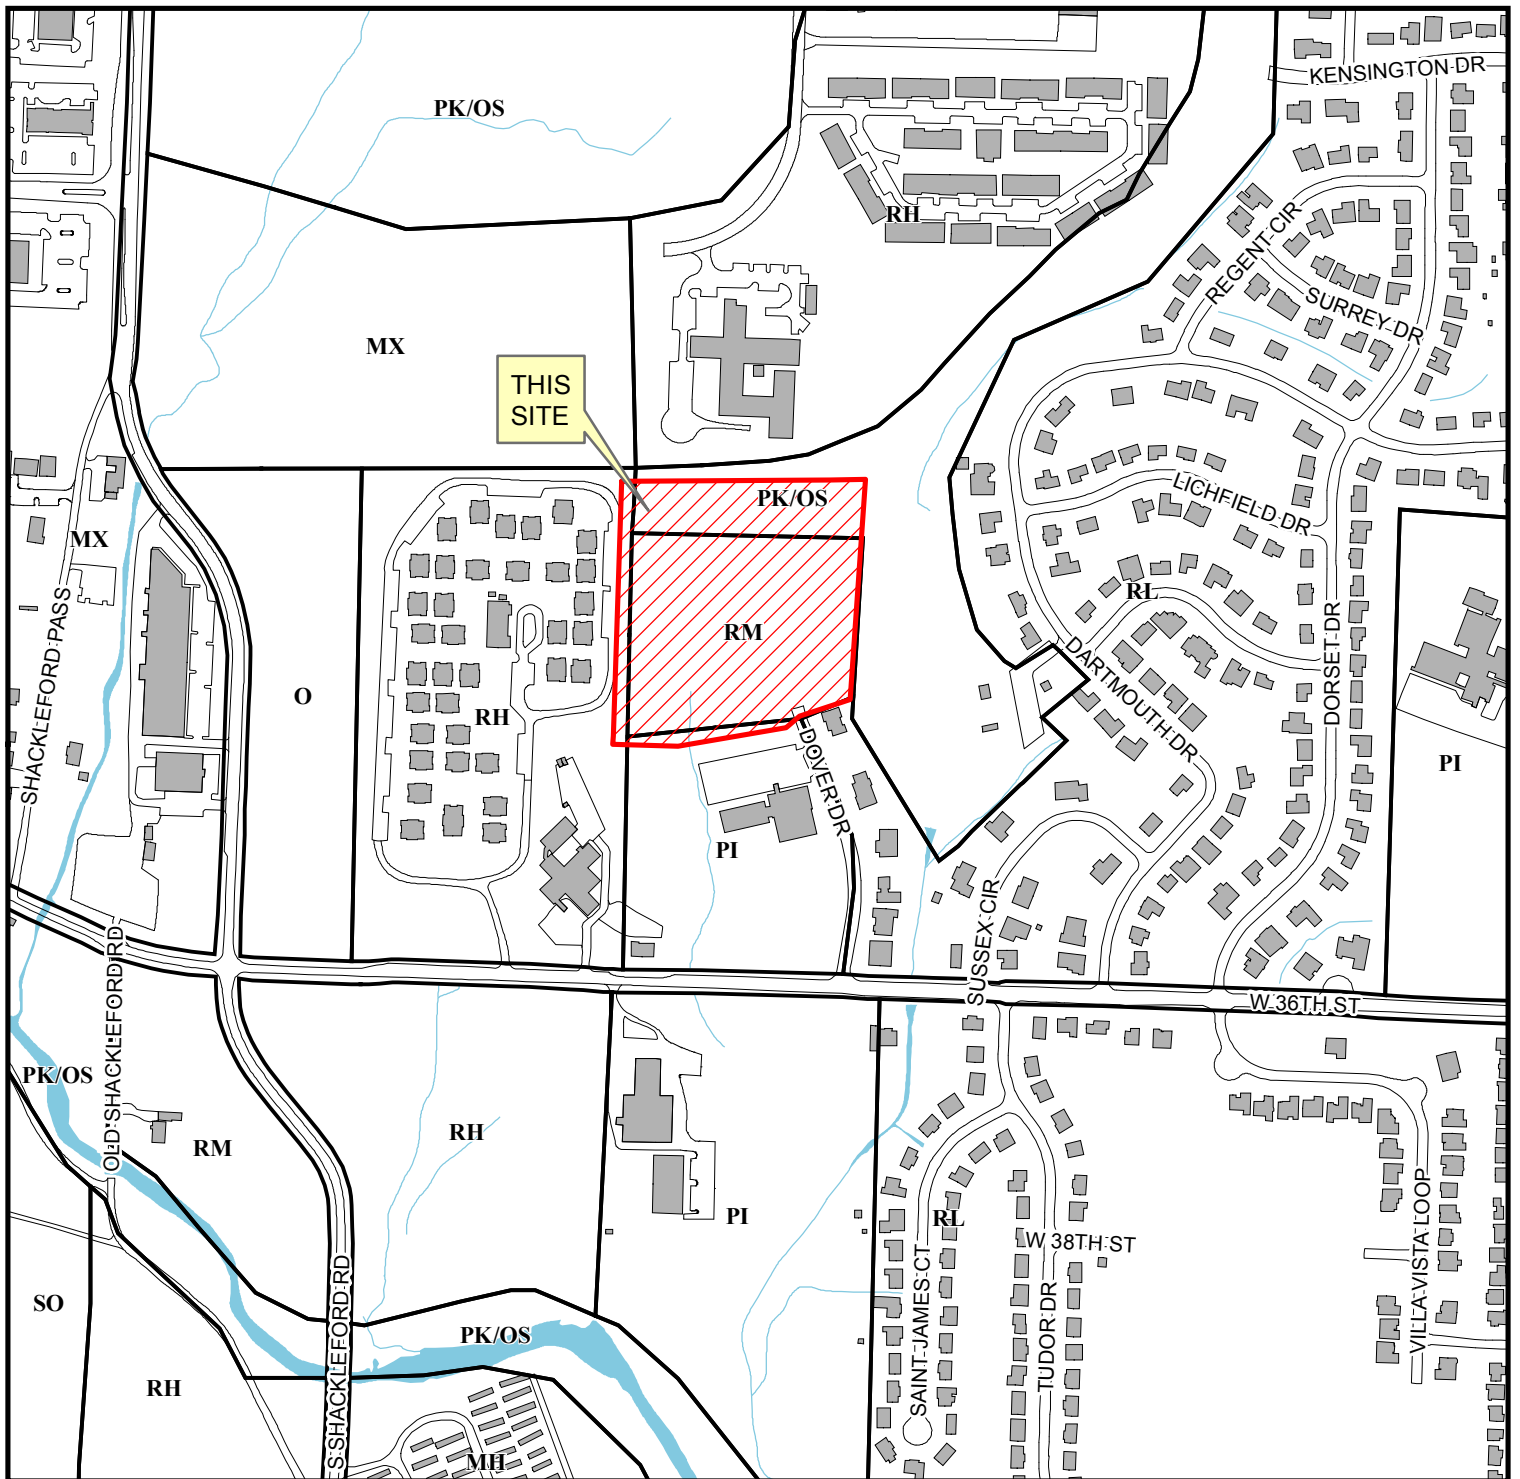 KENSINGTON DR
PK/OS
RH
REGENT CIR
SURREY DR
MX
THIS
SITE
PK/OS
LICHFIELD DR
MX
RL
SHACKLEFORD PASS
RM
DARTMOUTH DR
DORSET DR
O
RH
DOVER DR
PI
PI
SUSSEX CIR
OLD SHACKLEFORD RD
W 36TH ST
PK/OS
RM
RH
PI
RL
W 38TH ST
VILLA VISTA LOOP
SAINT JAMES CT
TUDOR DR
SO
S SHACKLEFORD RD
PK/OS
RH
MH